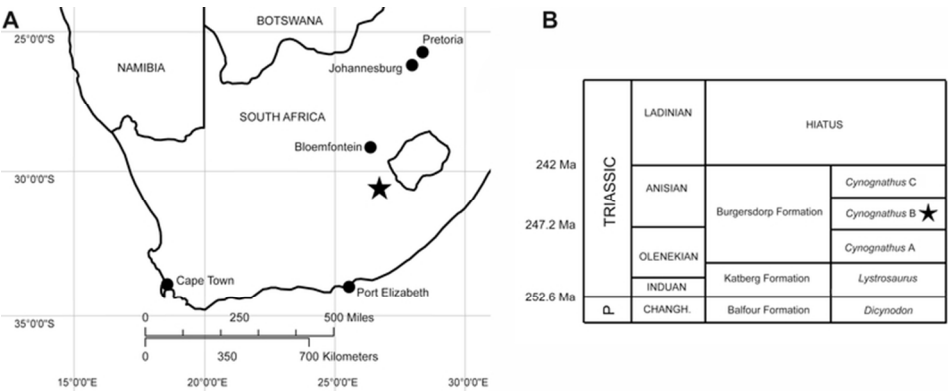 A
BOTSWANA
25°0'0"S
Pretoria
NAMIBIA
Johannesburg
SOUTH AFRICA
Bloemfontein
30°0'0"S
Cape Town
Port Elizabeth
35°0'0"S
0 250 500 Miles
0 350 700 Kilometers
15°0'0"E 20°0'0"E 25°0'0"E 30°0'0"E
B
LADINIAN
HIATUS
242 Ma
TRIASSIC
ANISIAN
Burgersdorp Formation
Cynognathus C
Cynognathus B
247.2 Ma
Cynognathus A
OLENEKIAN
INDUAN
Katberg Formation
Lystrosaurus
252.6 Ma
P
CHANGH.
Balfour Formation
Dicynodon